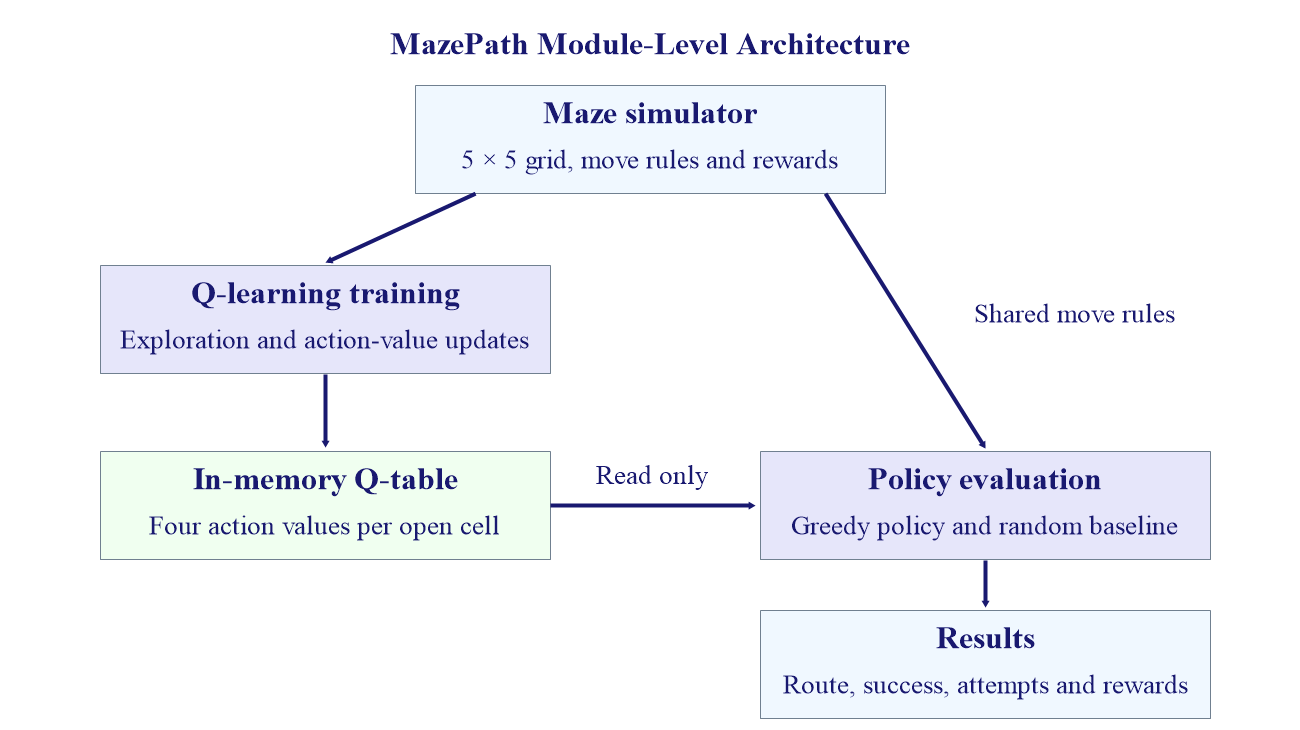 MazePath Module-Level Architecture
Maze simulator
5 × 5 grid, move rules and rewards
Q-learning training
Exploration and action-value updates
Shared move rules
In-memory Q-table
Four action values per open cell
Read only
Policy evaluation
Greedy policy and random baseline
Results
Route, success, attempts and rewards